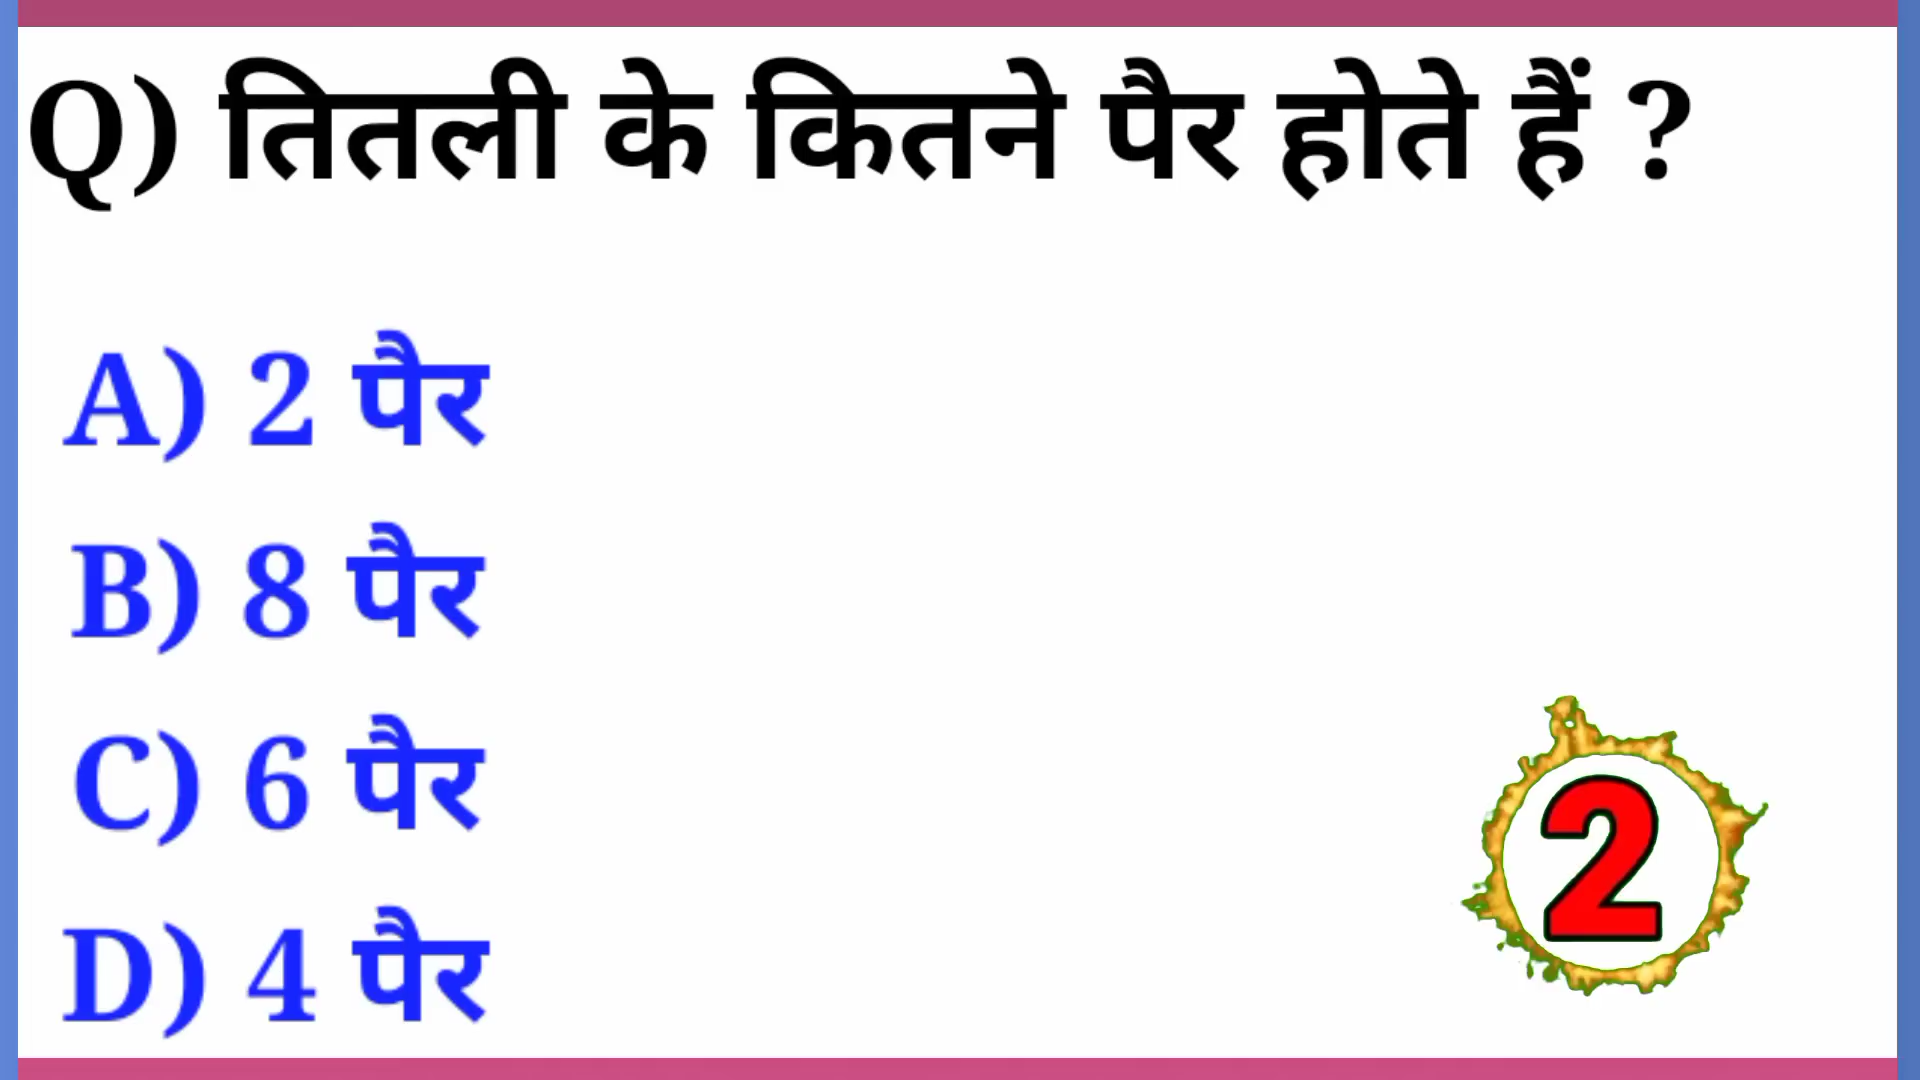 Q) तितली के कितने पैर होते हैं ?
A) 2 पैर
B) 8 पैर
C) 6 पैर
D) 4 पैर
2